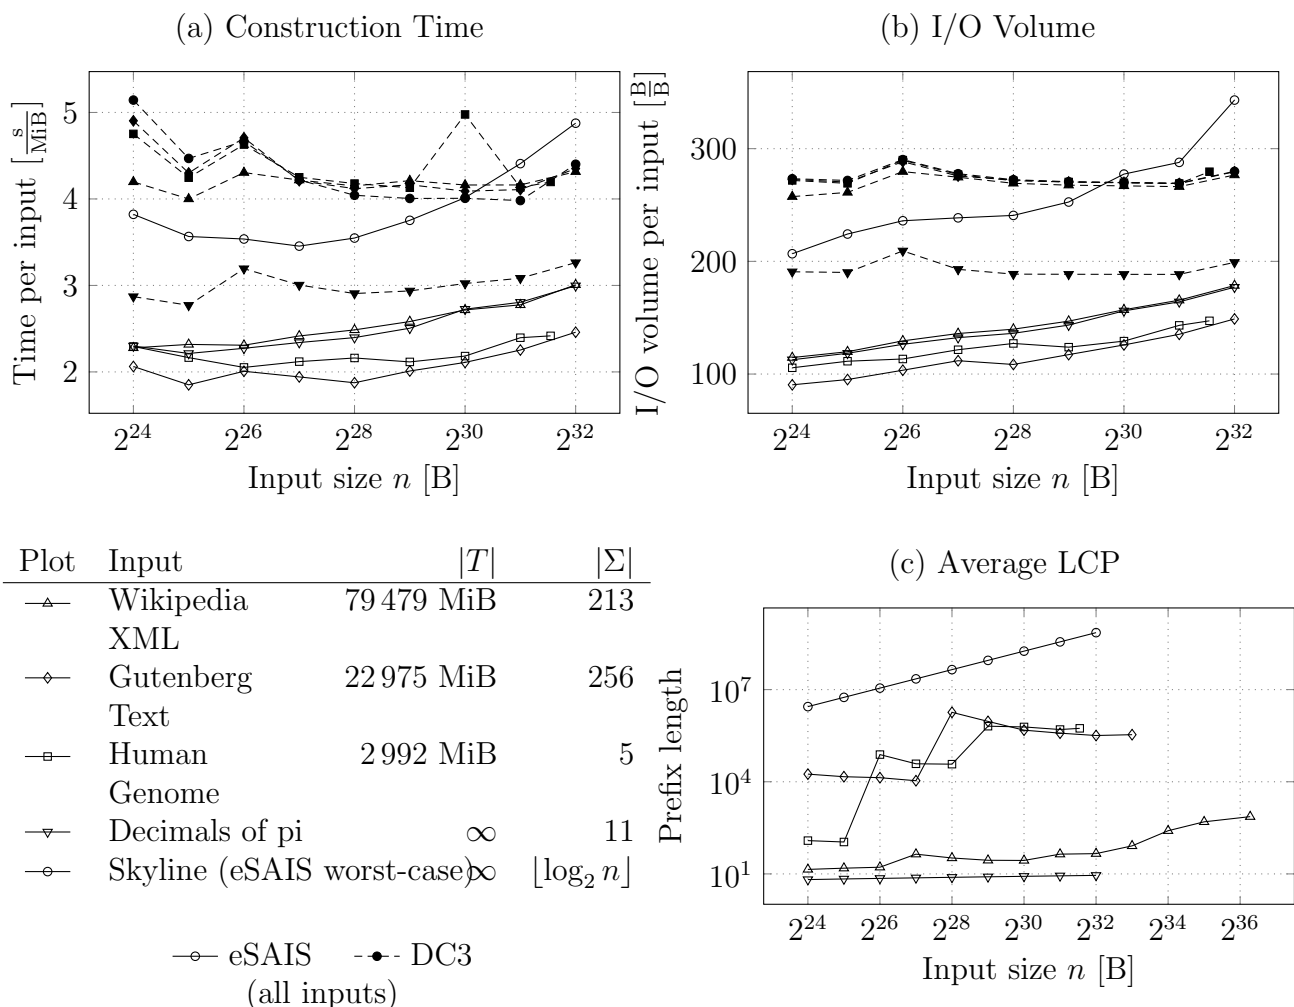 (a) Construction Time
Time per input [s/MiB]
5
4
3
2
2^24 2^26 2^28 2^30 2^32
Input size n [B]
(b) I/O Volume
I/O volume per input [B/B]
300
200
100
2^24 2^26 2^28 2^30 2^32
Input size n [B]
Plot Input |T| |Σ|
Wikipedia 79 479 MiB 213
XML
Gutenberg 22 975 MiB 256
Text
Human 2 992 MiB 5
Genome
Decimals of pi ∞ 11
Skyline (eSAIS worst-case) ∞ ⌊log₂ n⌋
eSAIS DC3
(all inputs)
(c) Average LCP
Prefix length
10^7
10^4
10^1
2^24 2^26 2^28 2^30 2^32 2^34 2^36
Input size n [B]